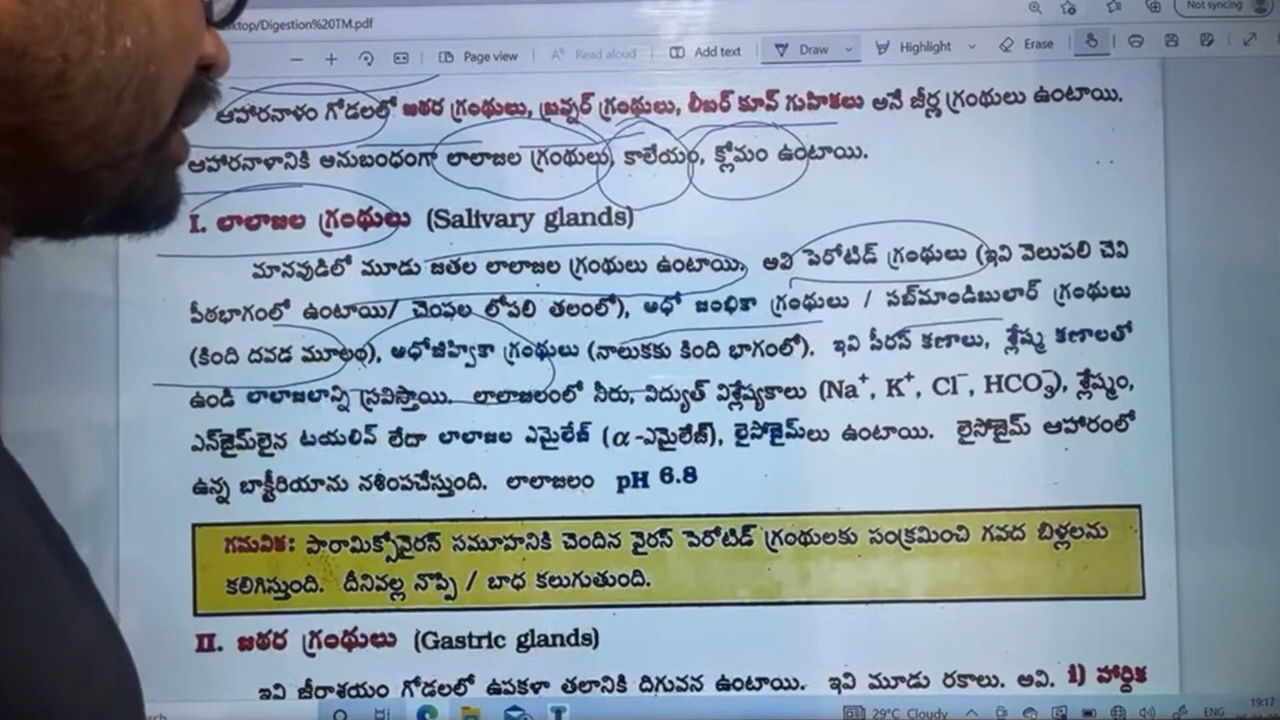 ktop/Digestion%20TM.pdf
Not syncing
Page view
Read aloud
Add text
Draw
Highlight
Erase
ఆహారనాళం గోడలలో జఠర గ్రంథులు, బ్రున్నర్ గ్రంథులు, లీబర్ కూన్ గుహికలు అనే జీర్ణ గ్రంథులు ఉంటాయి.
ఆహారనాళానికి అనుబంధంగా లాలాజల గ్రంథులు, కాలేయం, క్లోమం ఉంటాయి.
I. లాలాజల గ్రంథులు (Salivary glands)
మానవుడిలో మూడు జతల లాలాజల గ్రంథులు ఉంటాయి. అవి పెరోటిడ్ గ్రంథులు (ఇవి వెలుపలి చెవి
పీఠభాగంలో ఉంటాయి/ చెంపల లోపలి తలంలో), అధో జంభికా గ్రంథులు / సబ్‌మాండిబులార్ గ్రంథులు
(కింది దవడ మూలం), అధోజిహ్వికా గ్రంథులు (నాలుకకు కింది భాగంలో). ఇవి సీరస్ కణాలు, శ్లేష్మ కణాలతో
ఉండి లాలాజలాన్ని స్రవిస్తాయి. లాలాజలంలో నీరు, విద్యుత్ విశ్లేష్యకాలు (Na⁺, K⁺, Cl⁻, HCO₃⁻), శ్లేష్మం,
ఎన్‌జైమ్‌లైన టయలిన్ లేదా లాలాజల ఎమైలేజ్ (α-ఎమైలేజ్), లైసోజైమ్‌లు ఉంటాయి. లైసోజైమ్ ఆహారంలో
ఉన్న బాక్టీరియాను నశింపచేస్తుంది. లాలాజలం pH 6.8
గమనిక: పారామిక్సోవైరస్ సమూహానికి చెందిన వైరస్ పెరోటిడ్ గ్రంథులకు సంక్రమించి గవద బిళ్లలను
కలిగిస్తుంది. దీనివల్ల నొప్పి / బాధ కలుగుతుంది.
II. జఠర గ్రంథులు (Gastric glands)
ఇవి జీర్ణాశయం గోడలలో ఉపకళా తలానికి దిగువన ఉంటాయి. ఇవి మూడు రకాలు. అవి. i) హార్దిక
29°C Cloudy
ENG
19:17